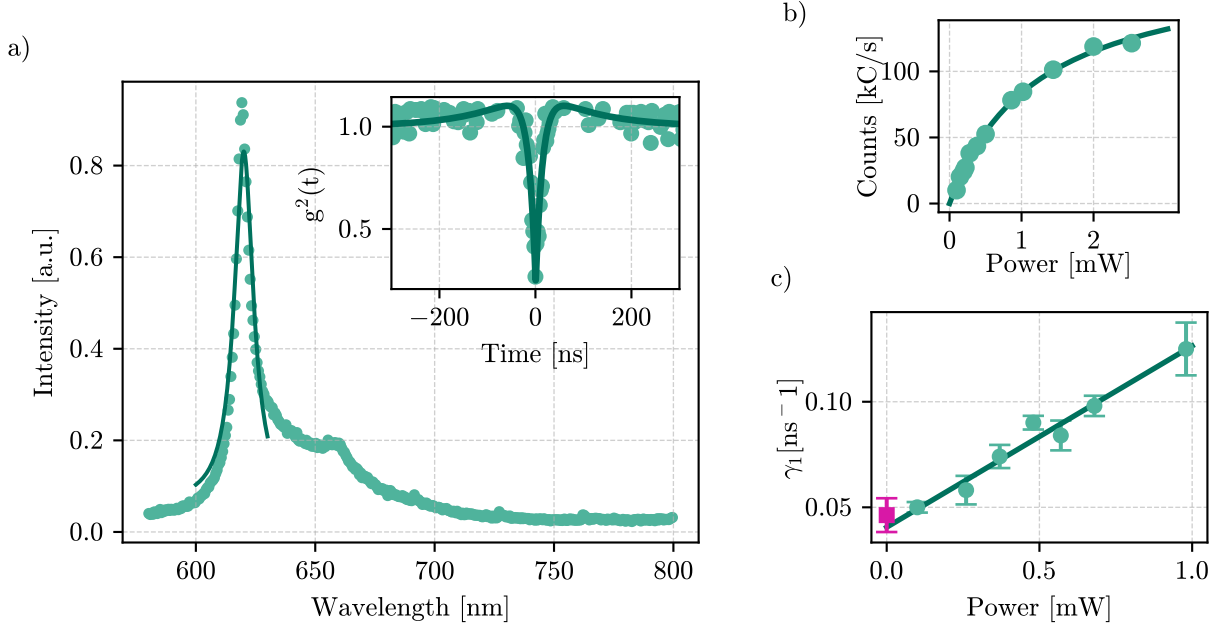 a)
Intensity [a.u.]
0.8
0.6
0.4
0.2
0.0
600 650 700 750 800
Wavelength [nm]
g²(t)
1.0
0.5
−200 0 200
Time [ns]
b)
Counts [kC/s]
100
50
0
0 1 2
Power [mW]
c)
γ₁[ns⁻1]
0.10
0.05
0.0 0.5 1.0
Power [mW]